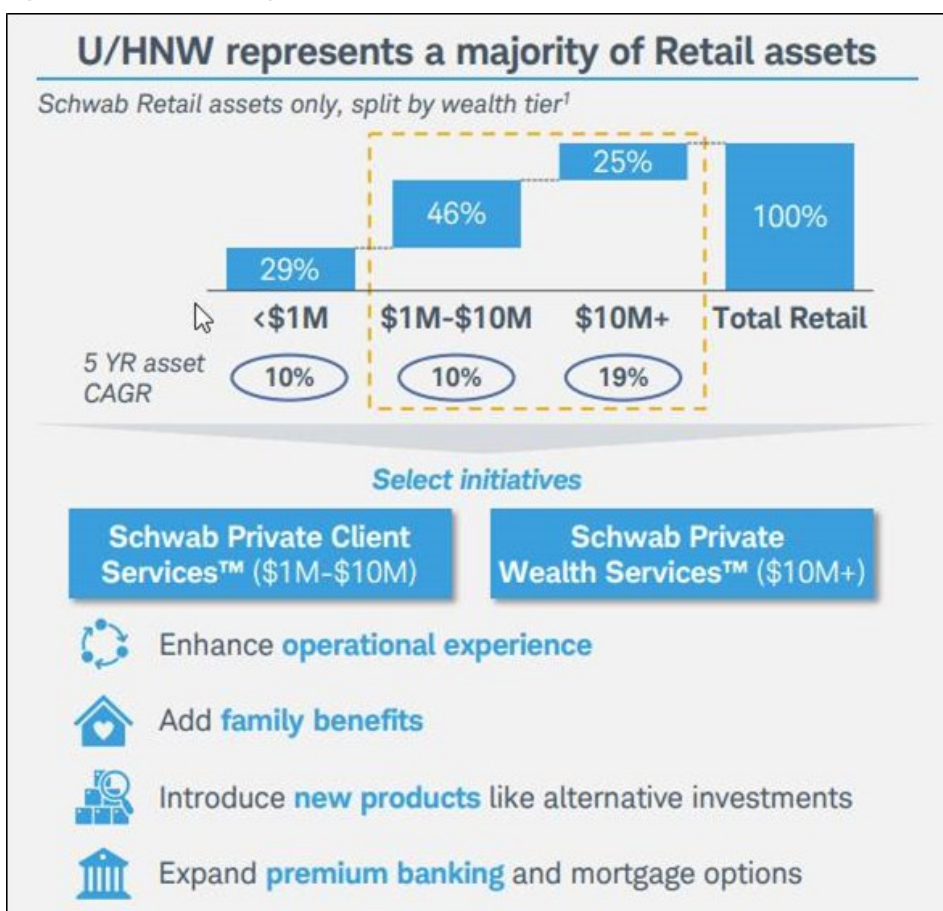 U/HNW represents a majority of Retail assets
Schwab Retail assets only, split by wealth tier¹
25%
46%
100%
29%
<$1M $1M-$10M $10M+ Total Retail
5 YR asset
CAGR
10% 10% 19%
Select initiatives
Schwab Private Client
Services™ ($1M-$10M)
Schwab Private
Wealth Services™ ($10M+)
Enhance operational experience
Add family benefits
Introduce new products like alternative investments
Expand premium banking and mortgage options